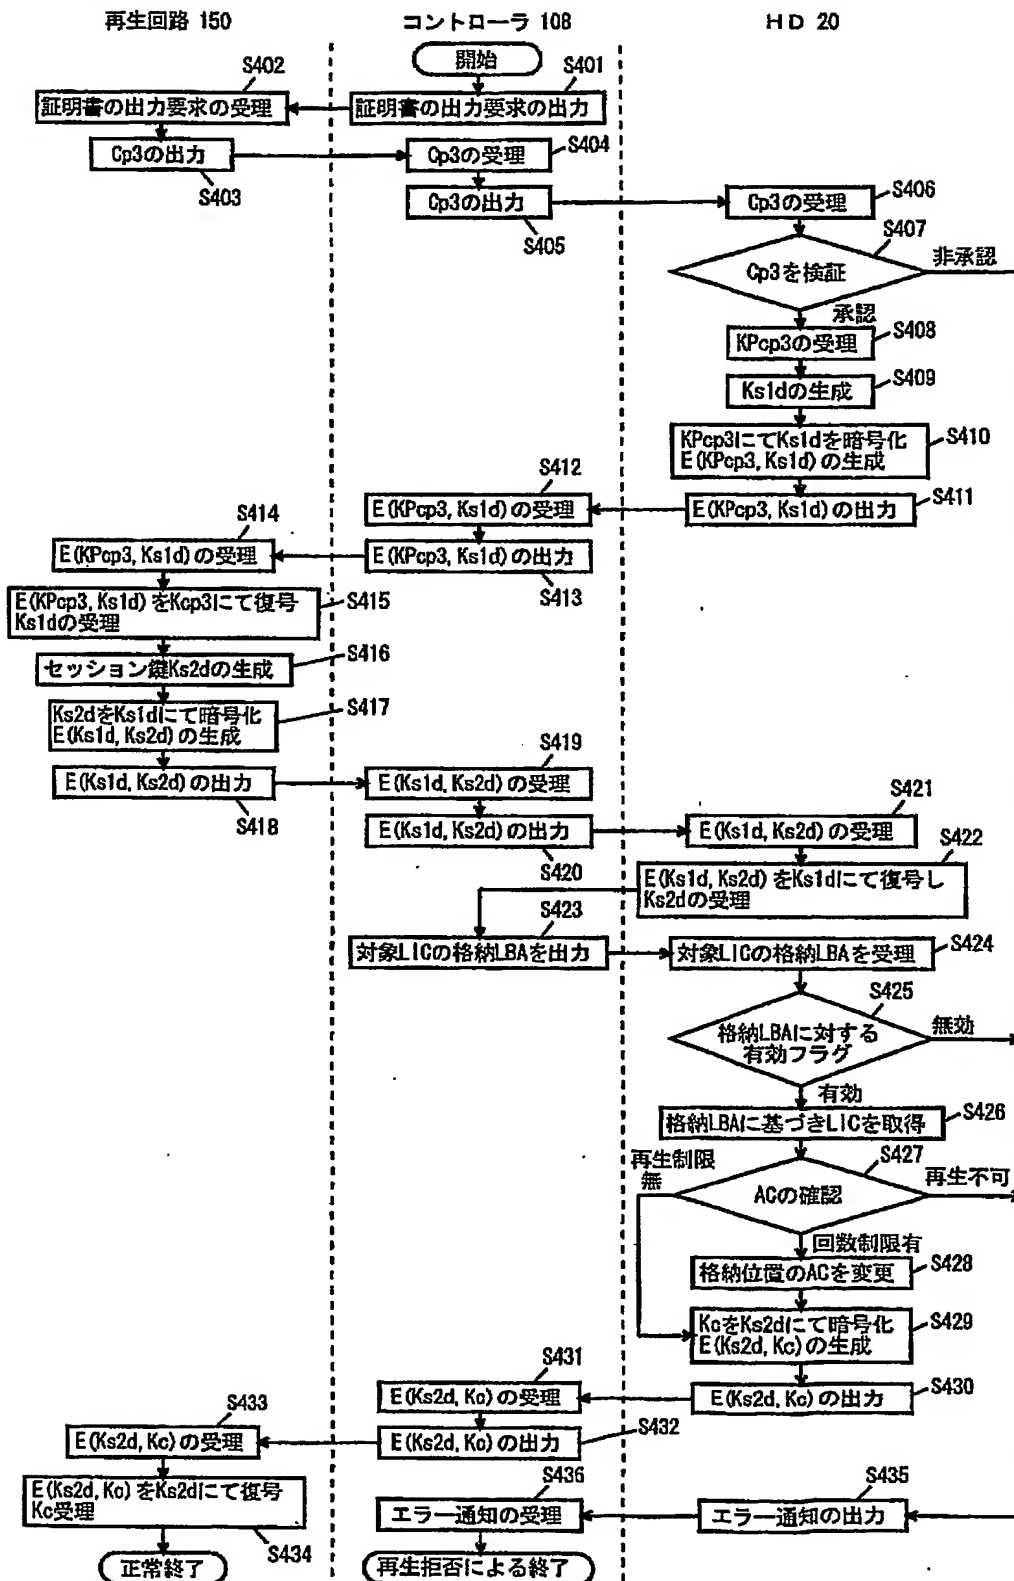 再生回路 150
コントローラ 108
HD 20
開始
S401
証明書の出力要求の出力
S402
証明書の出力要求の受理
Cp3の出力
S403
Cp3の受理
S404
Cp3の出力
S405
Cp3の受理
S406
S407
Cp3を検証
非承認
承認
KPcp3の受理
S408
Ks1dの生成
S409
KPcp3にてKs1dを暗号化
E(KPcp3, Ks1d)の生成
S410
E(KPcp3, Ks1d)の出力
S411
S412
E(KPcp3, Ks1d)の受理
E(KPcp3, Ks1d)の出力
S413
S414
E(KPcp3, Ks1d)の受理
E(KPcp3, Ks1d)をKcp3にて復号
Ks1dの受理
S415
セッション鍵Ks2dの生成
S416
Ks2dをKs1dにて暗号化
E(Ks1d, Ks2d)の生成
S417
E(Ks1d, Ks2d)の出力
S418
S419
E(Ks1d, Ks2d)の受理
E(Ks1d, Ks2d)の出力
S420
S421
E(Ks1d, Ks2d)の受理
S422
E(Ks1d, Ks2d)をKs1dにて復号し
Ks2dの受理
S423
対象LICの格納LBAを出力
対象LICの格納LBAを受理
S424
S425
格納LBAに対する
有効フラグ
無効
有効
格納LBAに基づきLICを取得
S426
S427
ACの確認
再生制限
無
再生不可
回数制限有
格納位置のACを変更
S428
KcをKs2dにて暗号化
E(Ks2d, Kc)の生成
S429
E(Ks2d, Kc)の出力
S430
S431
E(Ks2d, Kc)の受理
E(Ks2d, Kc)の出力
S432
S433
E(Ks2d, Kc)の受理
E(Ks2d, Kc)をKs2dにて復号
Kc受理
S434
正常終了
S435
エラー通知の出力
S436
エラー通知の受理
再生拒否による終了